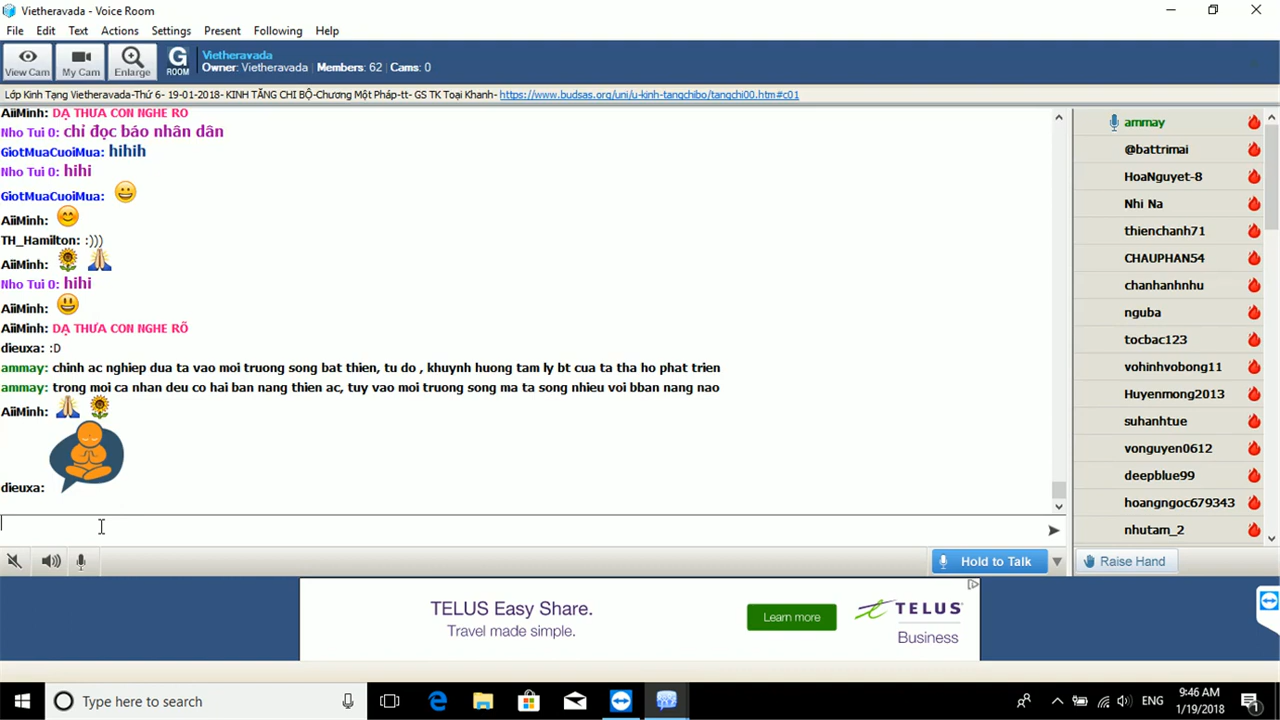 Vietheravada - Voice Room
File Edit Text Actions Settings Present Following Help
View Cam My Cam Enlarge G ROOM
Vietheravada
Owner: Vietheravada | Members: 62 | Cams: 0
Lớp Kinh Tạng Vietheravada-Thứ 6- 19-01-2018- KINH TĂNG CHI BỘ-Chương Một Pháp-tt- GS TK Toại Khanh- https://www.budsas.org/uni/u-kinh-tangchibo/tangchi00.htm#c01
AiiMinh: DẠ THƯA CON NGHE RO
Nho Tui 0: chỉ đọc báo nhân dân
GiotMuaCuoiMua: hihih
Nho Tui 0: hihi
GiotMuaCuoiMua:
AiiMinh:
TH_Hamilton: :)))
AiiMinh:
Nho Tui 0: hihi
AiiMinh:
AiiMinh: DẠ THƯA CON NGHE RÕ
dieuxa: :D
ammay: chinh ac nghiep dua ta vao moi truong song bat thien, tu do , khuynh huong tam ly bt cua ta tha ho phat trien
ammay: trong moi ca nhan deu co hai ban nang thien ac, tuy vao moi truong song ma ta song nhieu voi bban nang nao
AiiMinh:
dieuxa:
ammay
@battrimai
HoaNguyet-8
Nhi Na
thienchanh71
CHAUPHAN54
chanhanhnhu
nguba
tocbac123
vohinhvobong11
Huyenmong2013
suhanhtue
vonguyen0612
deepblue99
hoangngoc679343
nhutam_2
Hold to Talk
Raise Hand
TELUS Easy Share.
Travel made simple.
Learn more
TELUS
Business
Type here to search
ENG
9:46 AM
1/19/2018
1